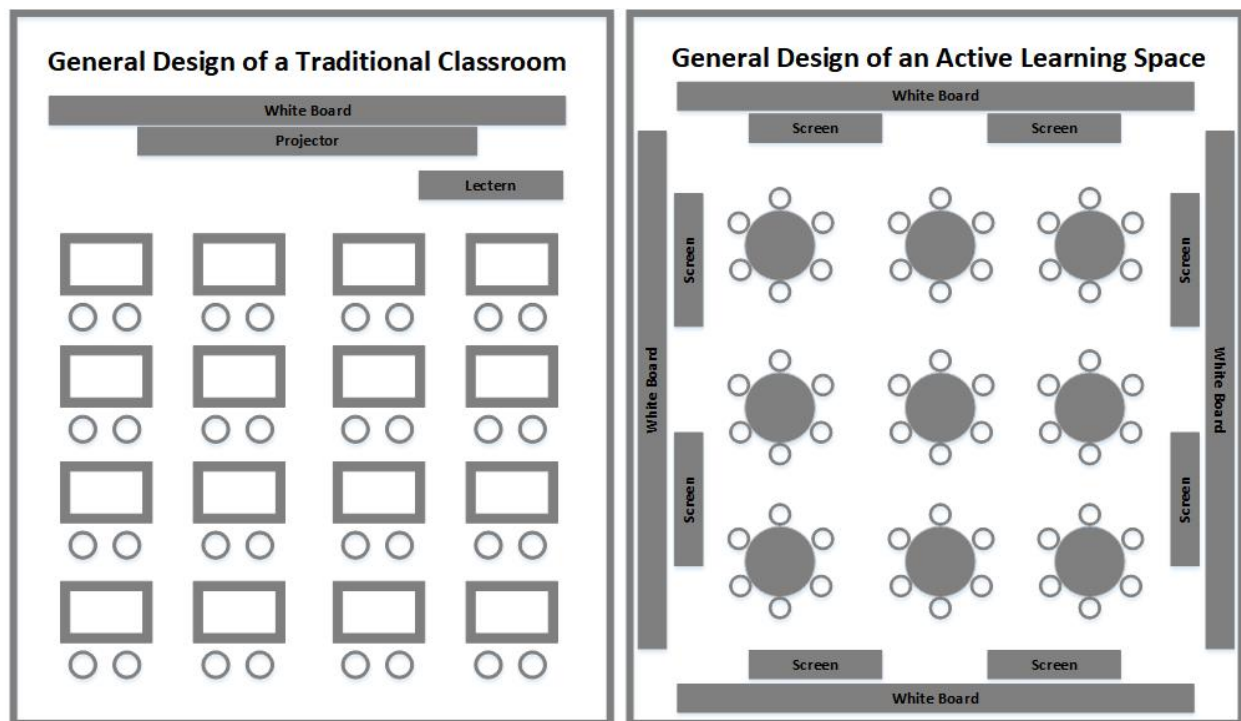 General Design of a Traditional Classroom
White Board
Projector
Lectern
General Design of an Active Learning Space
White Board
Screen
Screen
Screen
Screen
White Board
White Board
Screen
Screen
Screen
Screen
White Board